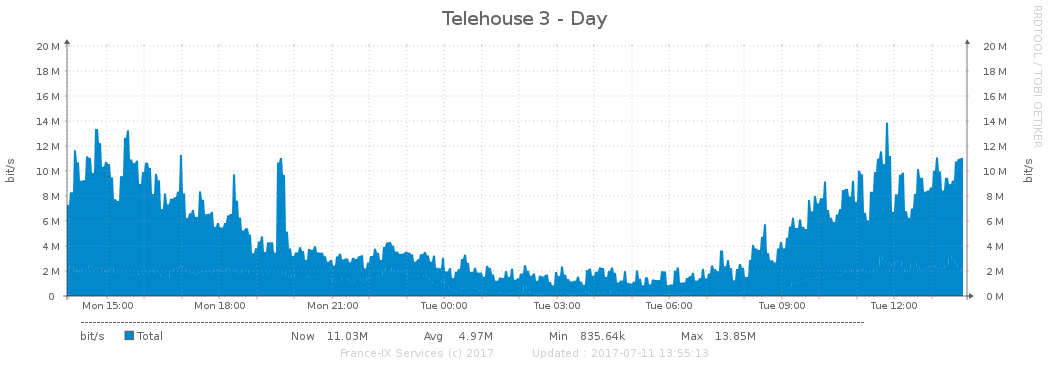 Telehouse 3 - Day
RRDTOOL / TOBI OETIKER
bit/s
20 M 20 M
18 M 18 M
16 M 16 M
14 M 14 M
12 M 12 M
10 M 10 M
8 M 8 M
6 M 6 M
4 M 4 M
2 M 2 M
0 0 M
bit/s
Mon 15:00 Mon 18:00 Mon 21:00 Tue 00:00 Tue 03:00 Tue 06:00 Tue 09:00 Tue 12:00
bit/s Total Now 11.03M Avg 4.97M Min 835.64k Max 13.85M
France-IX Services (c) 2017 Updated : 2017-07-11 13:55:13